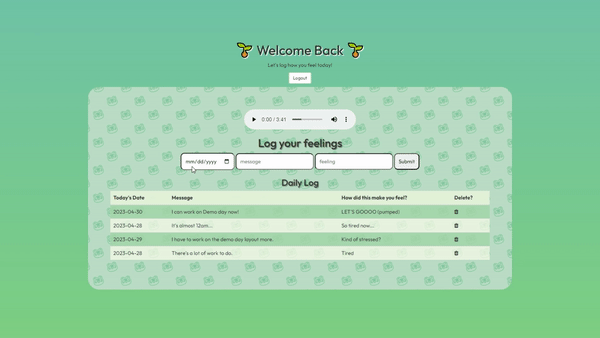 Welcome Back
Let's log how you feel today!
Logout
0:00 / 3:41
Log your feelings
mm/dd/yyyy message feeling Submit
Daily Log
Today's Date Message How did this make you feel? Delete?
2023-04-30 I can work on Demo day now! LET'S GOOOO (pumped)
2023-04-28 It's almost 12am... So tired now...
2023-04-29 I have to work on the demo day layout more. Kind of stressed?
2023-04-28 There's a lot of work to do. Tired